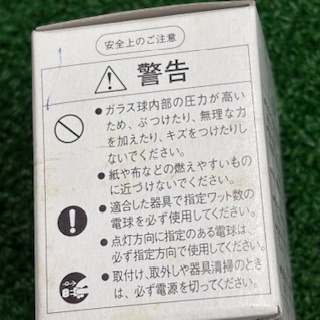 安全上のご注意
警告
●ガラス球内部の圧力が高い
ため、ぶつけたり、無理な力
を加えたり、キズをつけたりし
ないでください。
●紙や布などの燃えやすいもの
に近づけないでください。
●適合した器具で指定ワット数の
電球を必ず使用してください。
●点灯方向に指定のある電球は、
必ず指定方向で使用してください。
●取付け、取外しや器具清掃のとき
は、必ず電源を切ってください。